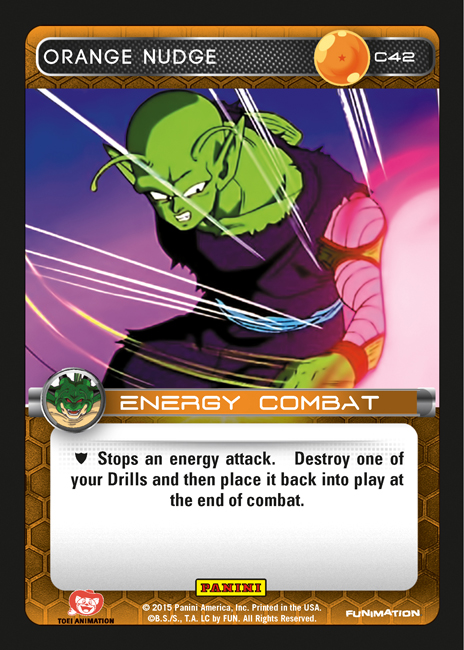 ORANGE NUDGE
C42
ENERGY COMBAT
Stops an energy attack. Destroy one of
your Drills and then place it back into play at
the end of combat.
PANINI
TOEI ANIMATION
© 2015 Panini America, Inc. Printed in the USA.
©B.S./S., T.A. LC by FUN. All Rights Reserved.
FUNIMATION